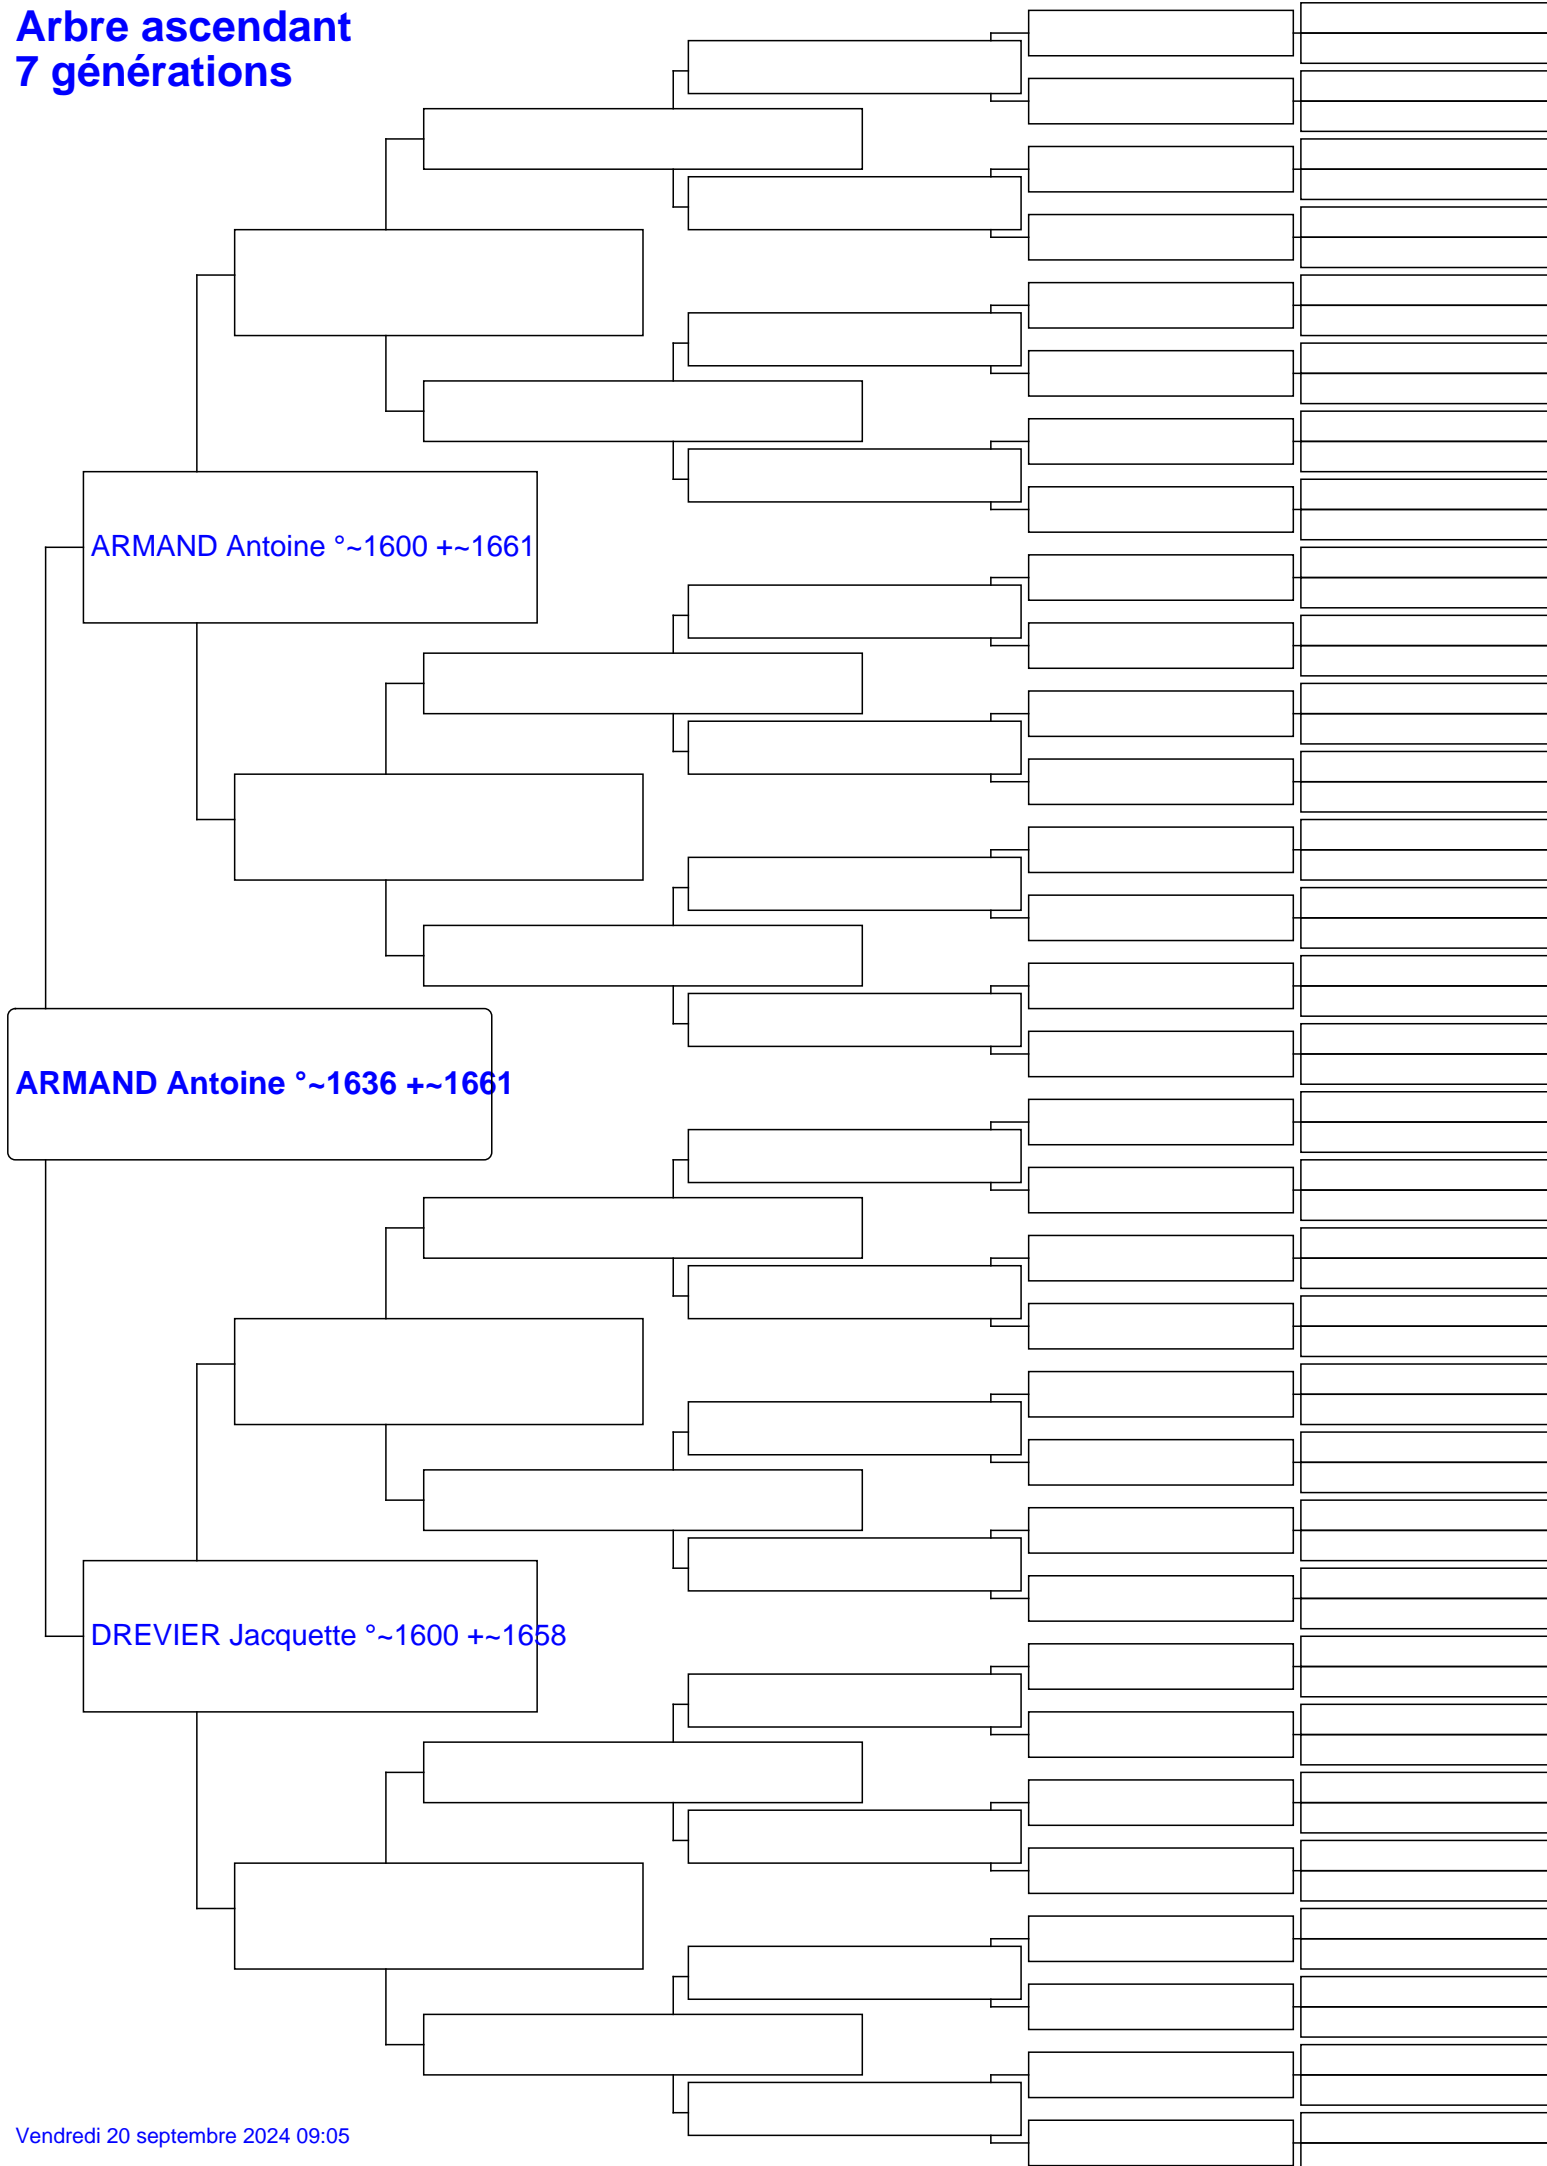 Arbre ascendant
7 générations
ARMAND Antoine °~1600 +~1661
ARMAND Antoine °~1636 +~1661
DREVIER Jacquette °~1600 +~1658
Vendredi 20 septembre 2024 09:05